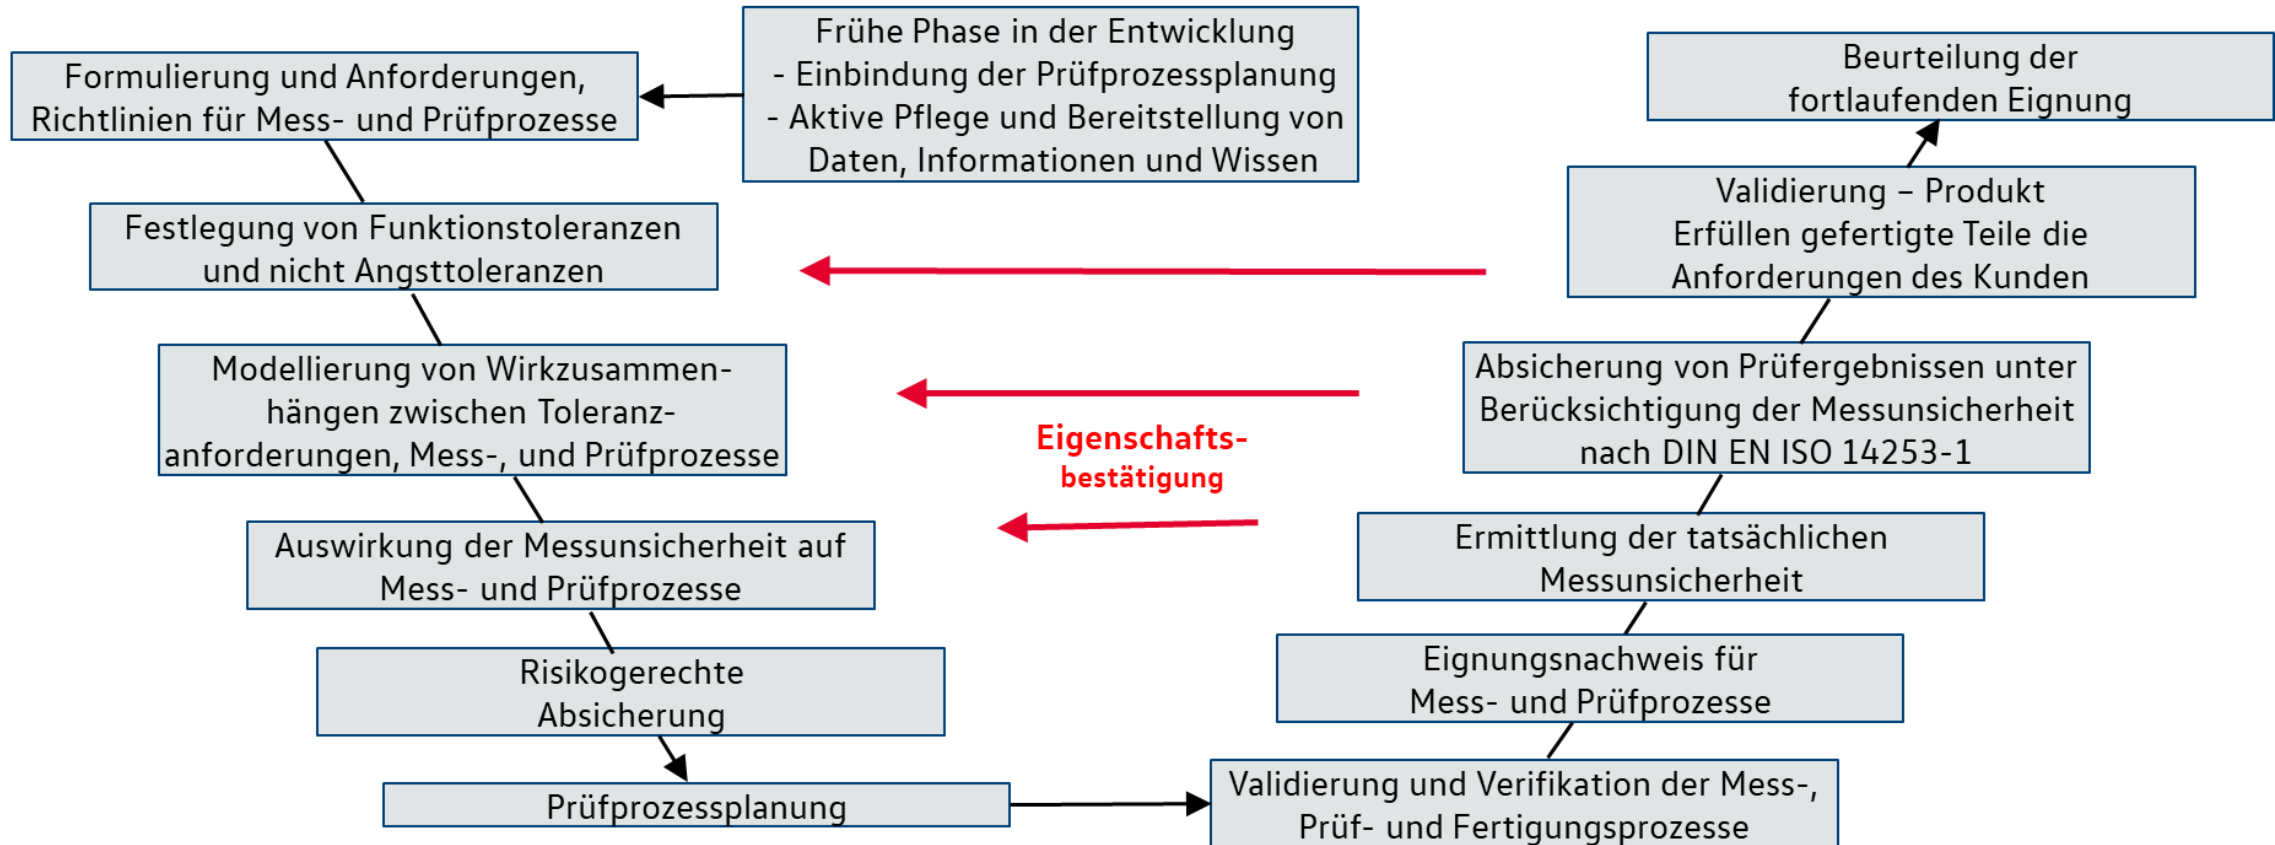 Frühe Phase in der Entwicklung
- Einbindung der Prüfprozessplanung
- Aktive Pflege und Bereitstellung von
Daten, Informationen und Wissen
Formulierung und Anforderungen,
Richtlinien für Mess- und Prüfprozesse
Festlegung von Funktionstoleranzen
und nicht Angsttoleranzen
Modellierung von Wirkzusammen-
hängen zwischen Toleranz-
anforderungen, Mess-, und Prüfprozesse
Auswirkung der Messunsicherheit auf
Mess- und Prüfprozesse
Risikogerechte
Absicherung
Prüfprozessplanung
Eigenschafts-
bestätigung
Validierung und Verifikation der Mess-,
Prüf- und Fertigungsprozesse
Eignungsnachweis für
Mess- und Prüfprozesse
Ermittlung der tatsächlichen
Messunsicherheit
Absicherung von Prüfergebnissen unter
Berücksichtigung der Messunsicherheit
nach DIN EN ISO 14253-1
Validierung – Produkt
Erfüllen gefertigte Teile die
Anforderungen des Kunden
Beurteilung der
fortlaufenden Eignung